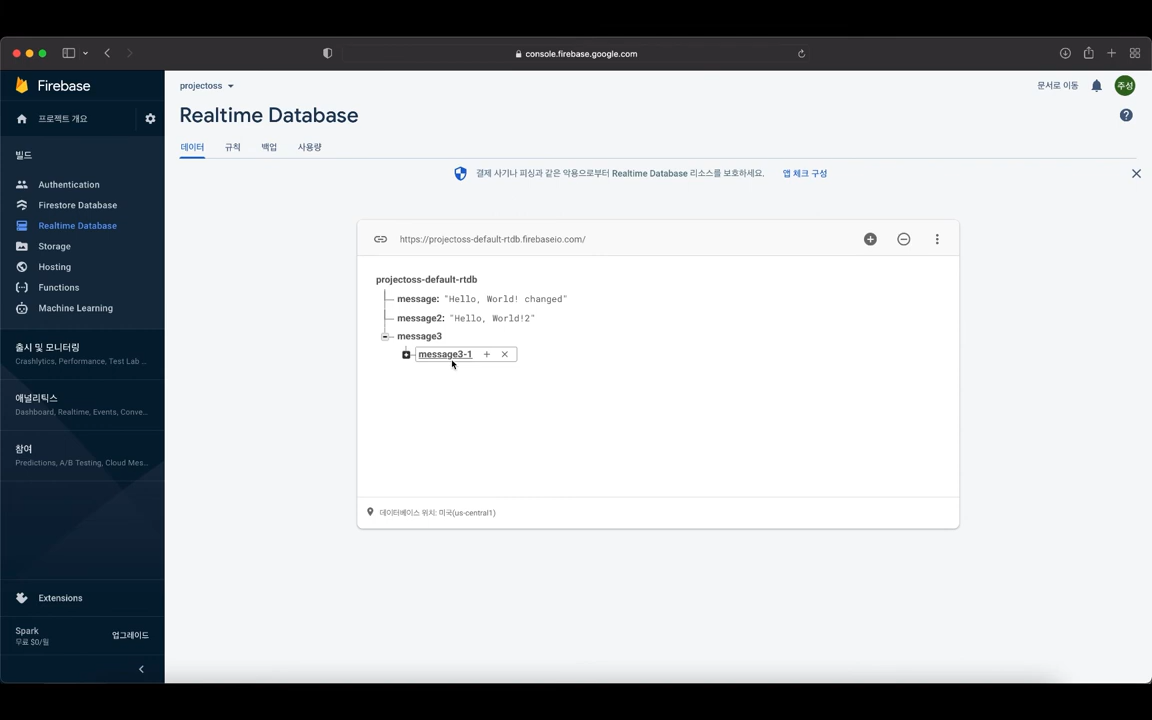 console.firebase.google.com
Firebase
프로젝트 개요
빌드
Authentication
Firestore Database
Realtime Database
Storage
Hosting
Functions
Machine Learning
출시 및 모니터링
Crashlytics, Performance, Test Lab ...
애널리틱스
Dashboard, Realtime, Events, Conve...
참여
Predictions, A/B Testing, Cloud Mes...
Extensions
Spark
무료 $0/월
업그레이드
projectoss
문서로 이동
주성
Realtime Database
데이터 규칙 백업 사용량
결제 사기나 피싱과 같은 악용으로부터 Realtime Database 리소스를 보호하세요. 앱 체크 구성
https://projectoss-default-rtdb.firebaseio.com/
projectoss-default-rtdb
message: "Hello, World! changed"
message2: "Hello, World!2"
message3
message3-1
데이터베이스 위치: 미국(us-central1)